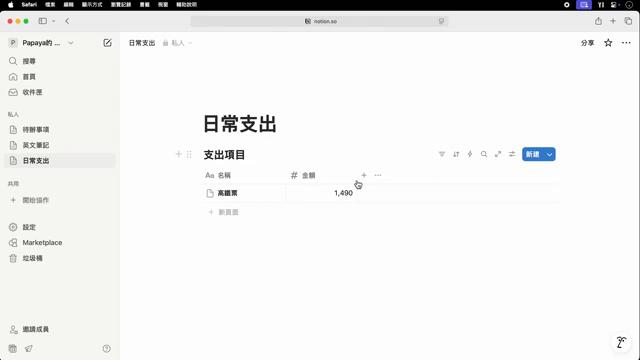 Safari 檔案 編輯 顯示方式 瀏覽記錄 書籤 視窗 輔助說明
notion.so
P Papaya的 ...
日常支出 私人
分享
搜尋
首頁
收件匣
私人
待辦事項
英文筆記
日常支出
共用
開始協作
設定
Marketplace
垃圾桶
邀請成員
日常支出
支出項目
新建
Aa 名稱 # 金額
高鐵票 1,490
+ 新頁面